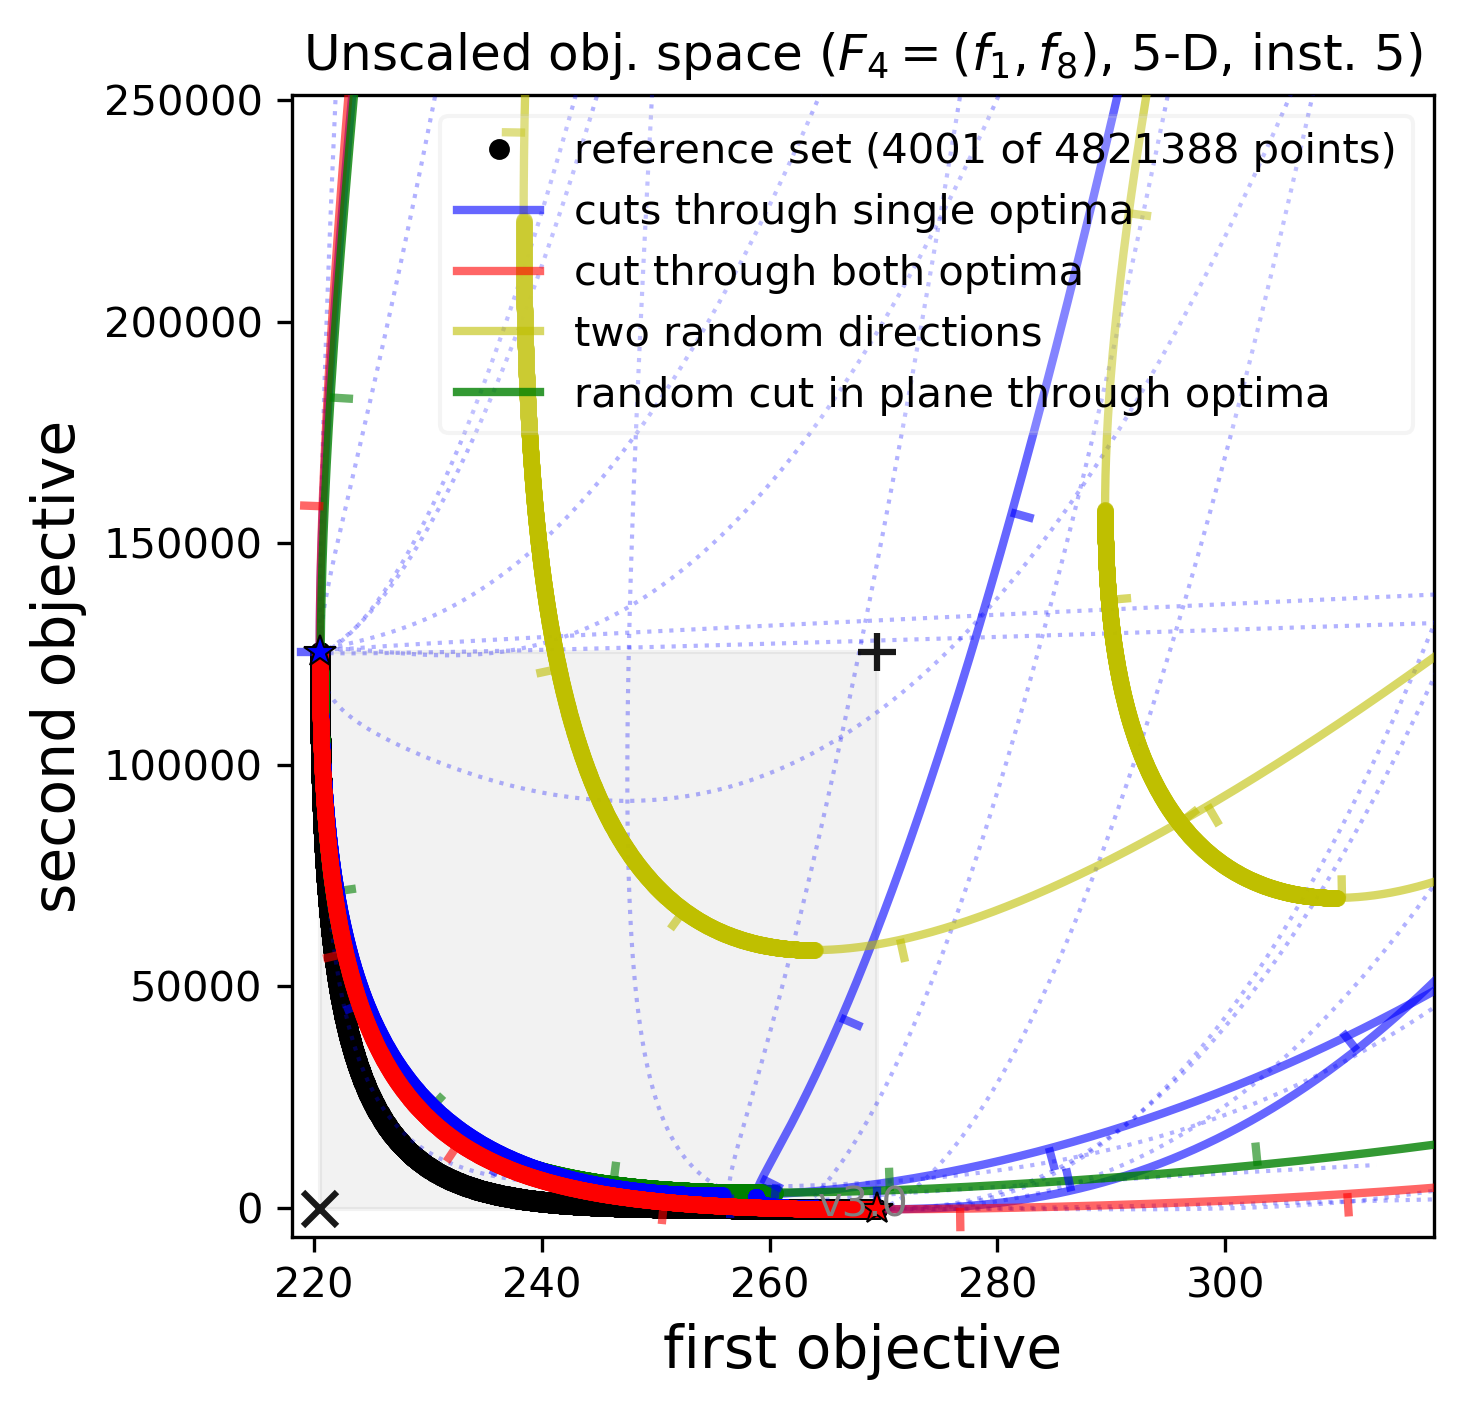 Unscaled obj. space (F₄ = (f₁, f₈), 5-D, inst. 5)
250000
200000
150000
100000
50000
0
second objective
reference set (4001 of 4821388 points)
cuts through single optima
cut through both optima
two random directions
random cut in plane through optima
v3.0
220
240
260
280
300
first objective